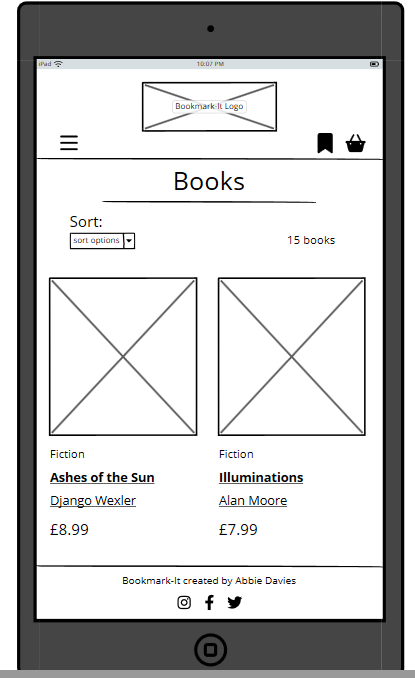 iPad
10:07 PM
Bookmark-It Logo
Books
Sort:
sort options
15 books
Fiction
Ashes of the Sun
Django Wexler
£8.99
Fiction
Illuminations
Alan Moore
£7.99
Bookmark-It created by Abbie Davies